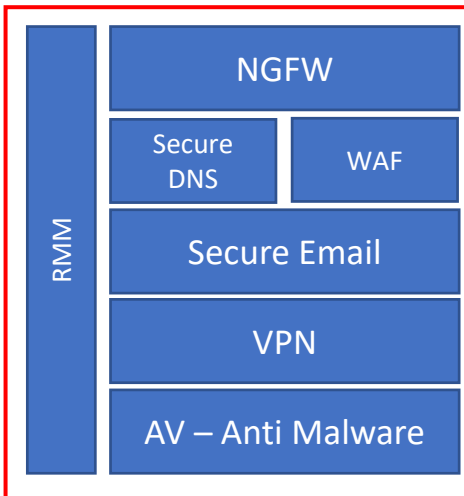 RMM
NGFW
Secure
DNS
WAF
Secure Email
VPN
AV – Anti Malware